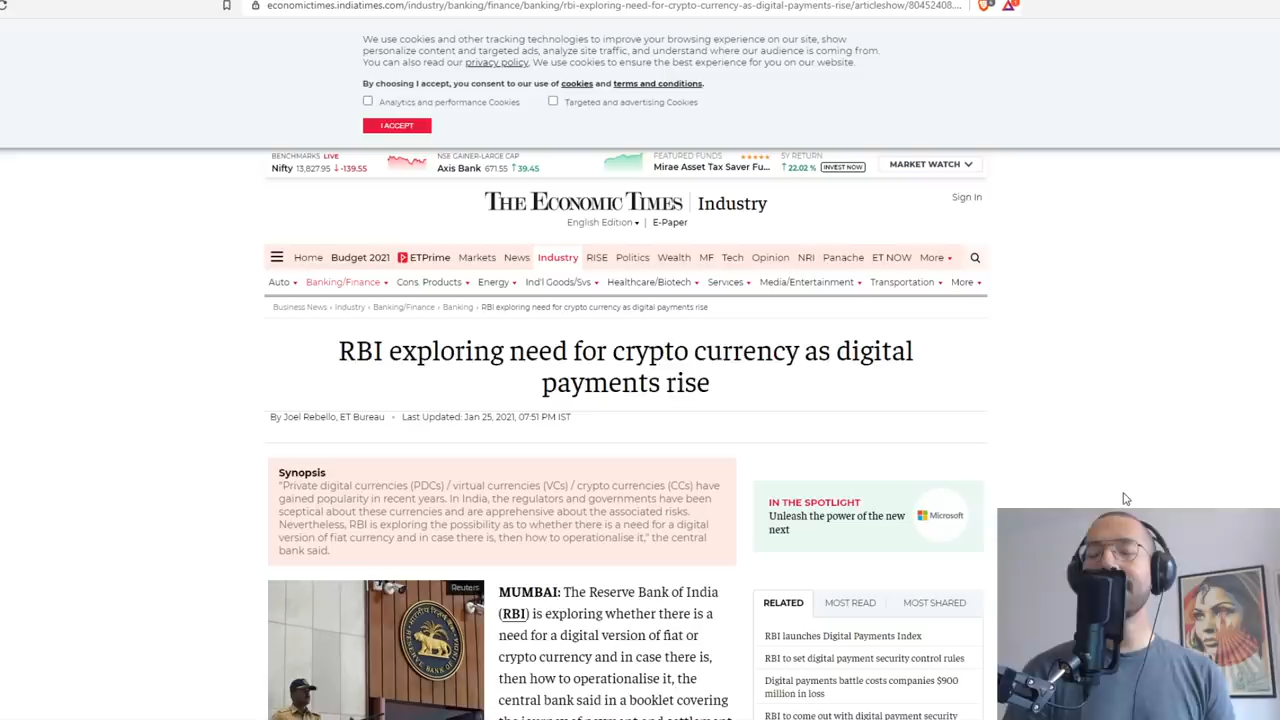 economictimes.indiatimes.com/industry/banking/finance/banking/rbi-exploring-need-for-crypto-currency-as-digital-payments-rise/articleshow/80452408....
We use cookies and other tracking technologies to improve your browsing experience on our site, show
personalize content and targeted ads, analyze site traffic, and understand where our audience is coming from.
You can also read our privacy policy. We use cookies to ensure the best experience for you on our website.
By choosing I accept, you consent to our use of cookies and terms and conditions.
Analytics and performance Cookies Targeted and advertising Cookies
I ACCEPT
BENCHMARKS LIVE NSE GAINER-LARGE CAP FEATURED FUNDS ★★★★★ 5Y RETURN
Nifty 13,827.95 ↓-139.55 Axis Bank 671.55 ↑39.45 Mirae Asset Tax Saver Fu... ↑22.02 % INVEST NOW MARKET WATCH
THE ECONOMIC TIMES | Industry
Sign In
English Edition | E-Paper
Home Budget 2021 ETPrime Markets News Industry RISE Politics Wealth MF Tech Opinion NRI Panache ET NOW More
Auto Banking/Finance Cons. Products Energy Ind'l Goods/Svs Healthcare/Biotech Services Media/Entertainment Transportation More
Business News › Industry › Banking/Finance › Banking › RBI exploring need for crypto currency as digital payments rise
RBI exploring need for crypto currency as digital
payments rise
By Joel Rebello, ET Bureau • Last Updated: Jan 25, 2021, 07:51 PM IST
Synopsis
"Private digital currencies (PDCs) / virtual currencies (VCs) / crypto currencies (CCs) have
gained popularity in recent years. In India, the regulators and governments have been
sceptical about these currencies and are apprehensive about the associated risks.
Nevertheless, RBI is exploring the possibility as to whether there is a need for a digital
version of fiat currency and in case there is, then how to operationalise it," the central
bank said.
IN THE SPOTLIGHT
Unleash the power of the new
next
Microsoft
Reuters
MUMBAI: The Reserve Bank of India
(RBI) is exploring whether there is a
need for a digital version of fiat or
crypto currency and in case there is,
then how to operationalise it, the
central bank said in a booklet covering
the journey of payment and settlement
RELATED MOST READ MOST SHARED
RBI launches Digital Payments Index
RBI to set digital payment security control rules
Digital payments battle costs companies $900
million in loss
RBI to come out with digital payment security